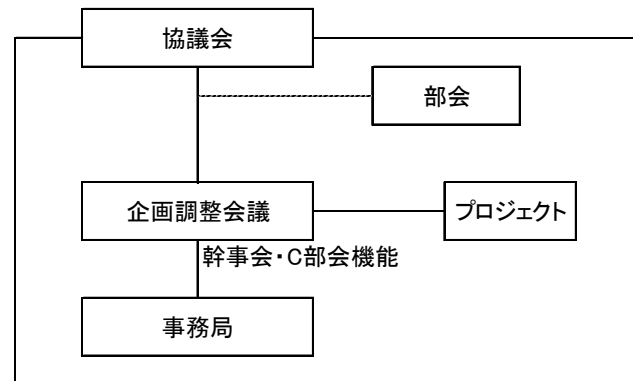 協議会
部会
企画調整会議
プロジェクト
幹事会・C部会機能
事務局